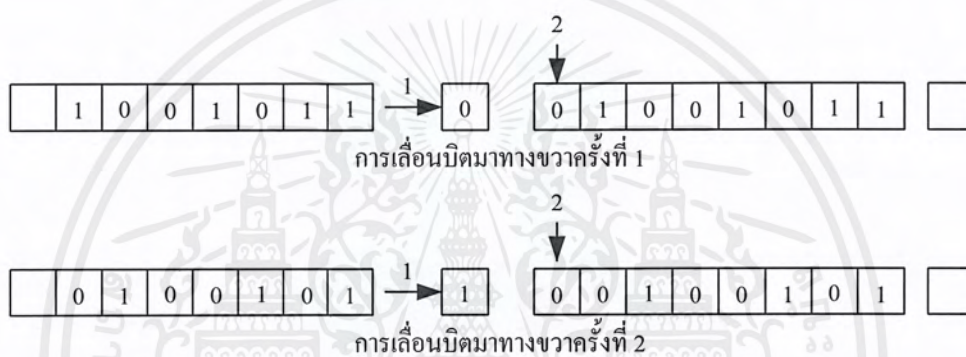 2
1 0 0 1 0 1 1 1 0 0 1 0 0 1 0 1 1
การเลื่อนบิตมาทางขวาครั้งที่ 1
2
0 1 0 0 1 0 1 1 1 0 0 1 0 0 1 0 1
การเลื่อนบิตมาทางขวาครั้งที่ 2